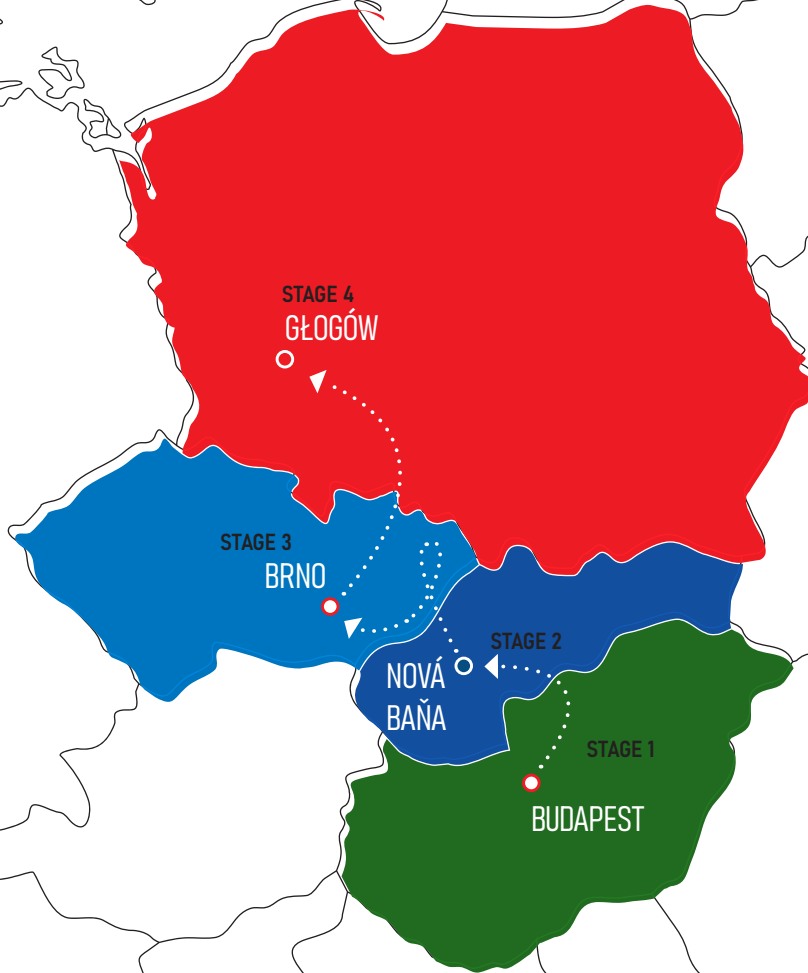 STAGE 4
GŁOGÓW
STAGE 3
BRNO
STAGE 2
NOVÁ
BAŇA
STAGE 1
BUDAPEST